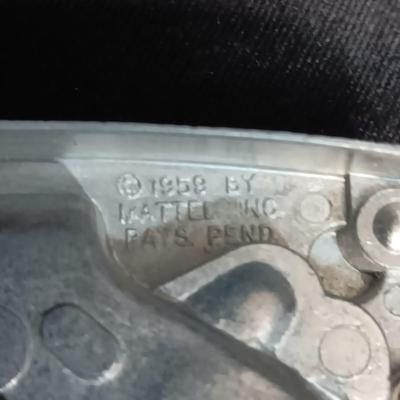 © 1959 BY
MATTEL INC.
PATS. PEND.